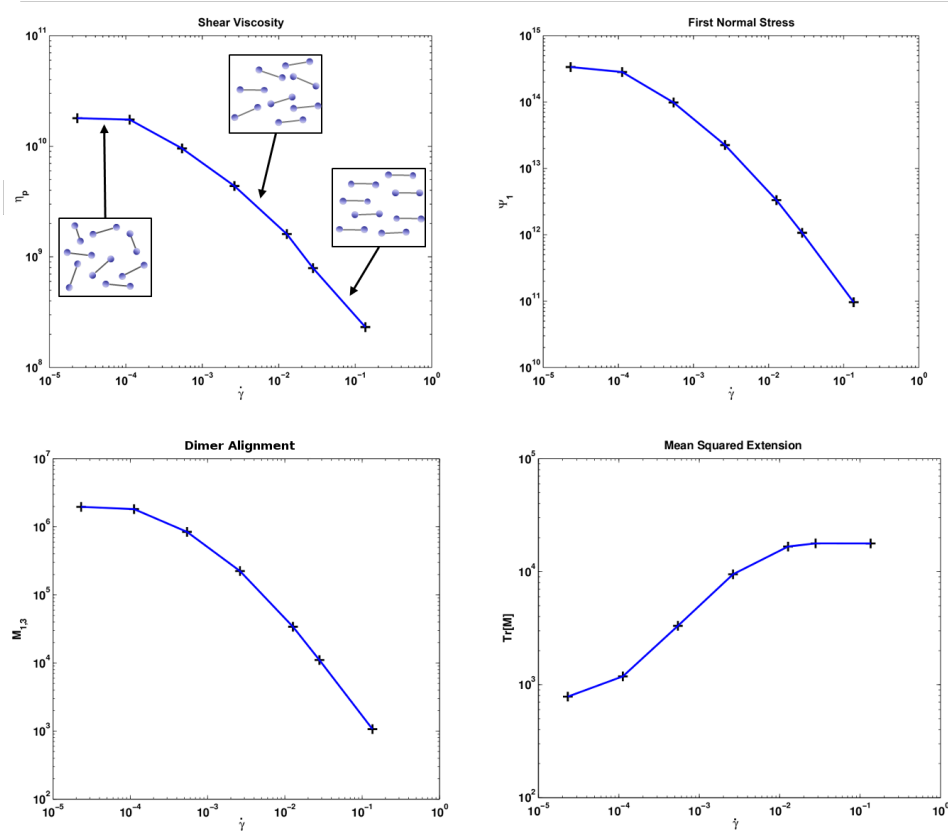 Shear Viscosity
10^11
10^10
10^9
10^8
η_p
10^-5 10^-4 10^-3 10^-2 10^-1 10^0
γ̇
First Normal Stress
10^15
10^14
10^13
10^12
10^11
10^10
Ψ_1
10^-5 10^-4 10^-3 10^-2 10^-1 10^0
γ̇
Dimer Alignment
10^7
10^6
10^5
10^4
10^3
10^2
M_1,3
10^-5 10^-4 10^-3 10^-2 10^-1 10^0
γ̇
Mean Squared Extension
10^5
10^4
10^3
10^2
Tr[M]
10^-5 10^-4 10^-3 10^-2 10^-1 10^0
γ̇